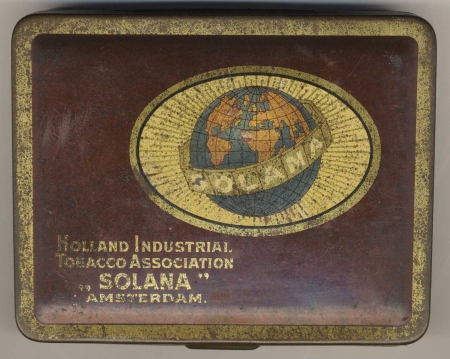 SOLANA
HOLLAND INDUSTRIAL
TOBACCO ASSOCIATION
„ SOLANA ”
AMSTERDAM.